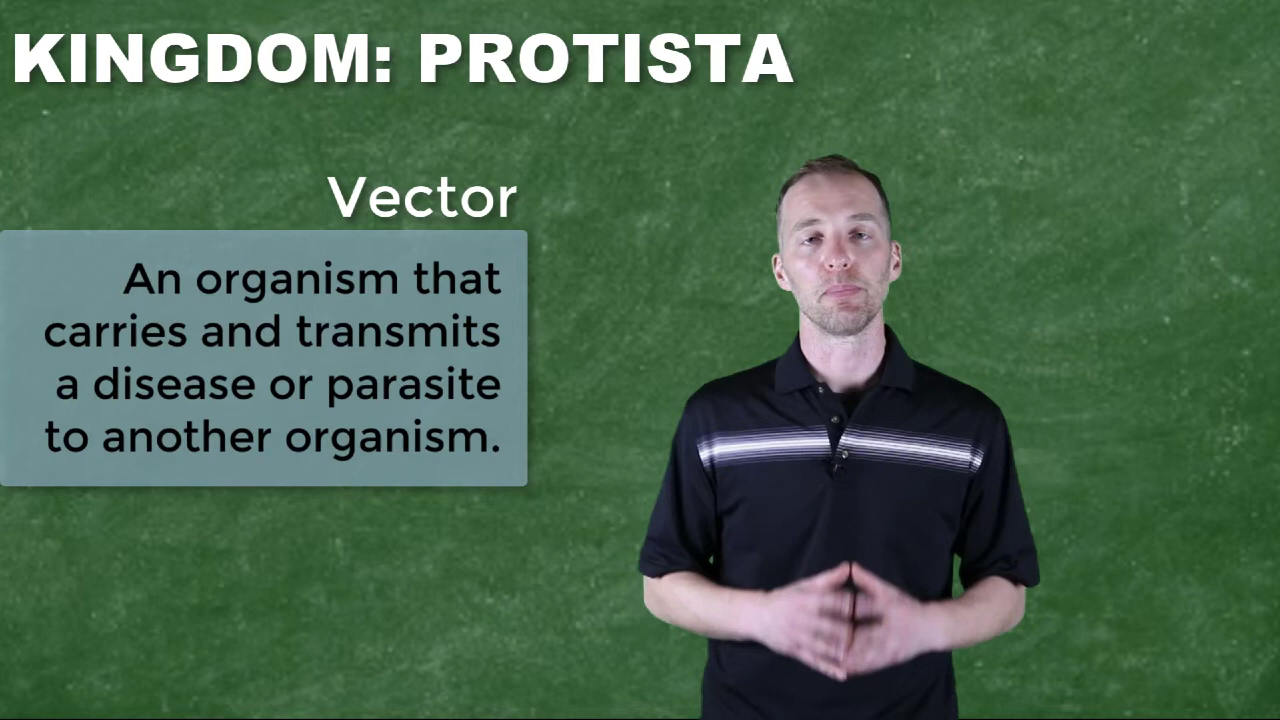 KINGDOM: PROTISTA
Vector
An organism that
carries and transmits
a disease or parasite
to another organism.